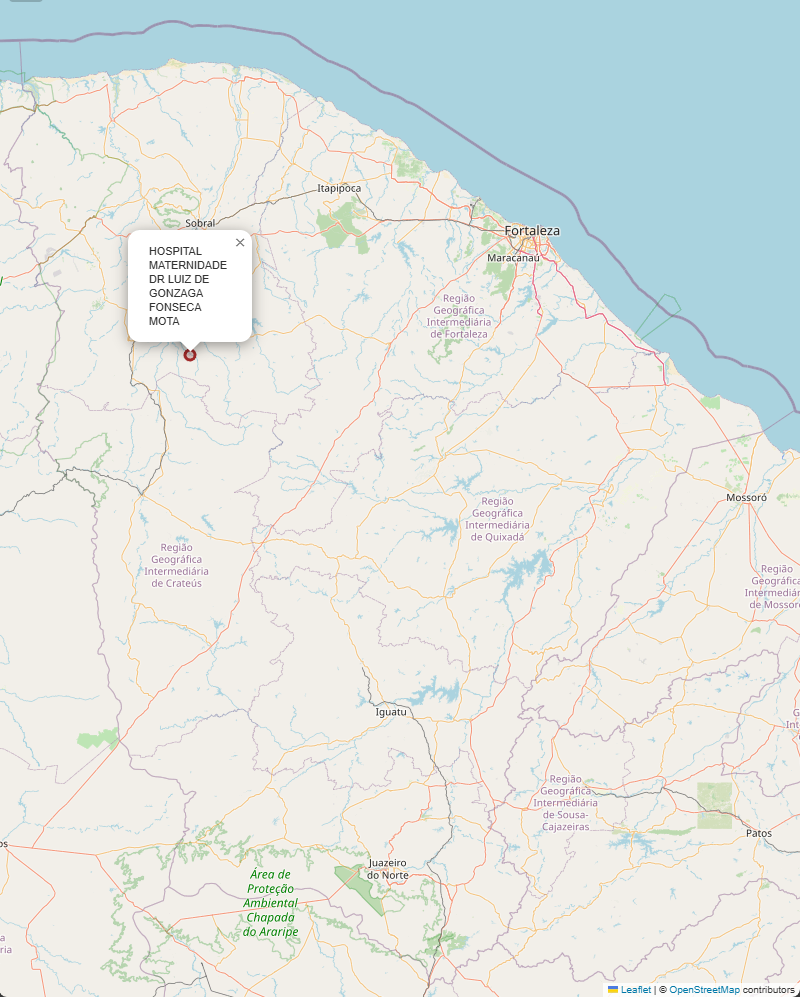 Itapipoca
Sobral
Fortaleza
Maracanaú
×
HOSPITAL
MATERNIDADE
DR LUIZ DE
GONZAGA
FONSECA
MOTA
Região
Geográfica
Intermediária
de Fortaleza
Mossoró
Região
Geográfica
Intermediária
de Quixadá
Região
Geográfica
Intermediária
de Crateús
Região
Geográfica
Intermediária
de Mossoró
Iguatu
Região
Geográfica
Intermediária
de Sousa-
Cajazeiras
Patos
os
Juazeiro
do Norte
Área de
Proteção
Ambiental
Chapada
do Araripe
a
ria
Leaflet | © OpenStreetMap contributors